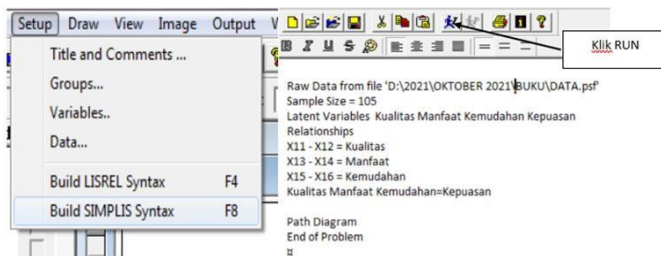 Setup Draw View Image Output
Title and Comments ...
Groups...
Variables..
Data...
Build LISREL Syntax F4
Build SIMPLIS Syntax F8
B I U S
Klik RUN
Raw Data from file 'D:\2021\OKTOBER 2021\BUKU\DATA.psf'
Sample Size = 105
Latent Variables Kualitas Manfaat Kemudahan Kepuasan
Relationships
X11 - X12 = Kualitas
X13 - X14 = Manfaat
X15 - X16 = Kemudahan
Kualitas Manfaat Kemudahan=Kepuasan
Path Diagram
End of Problem